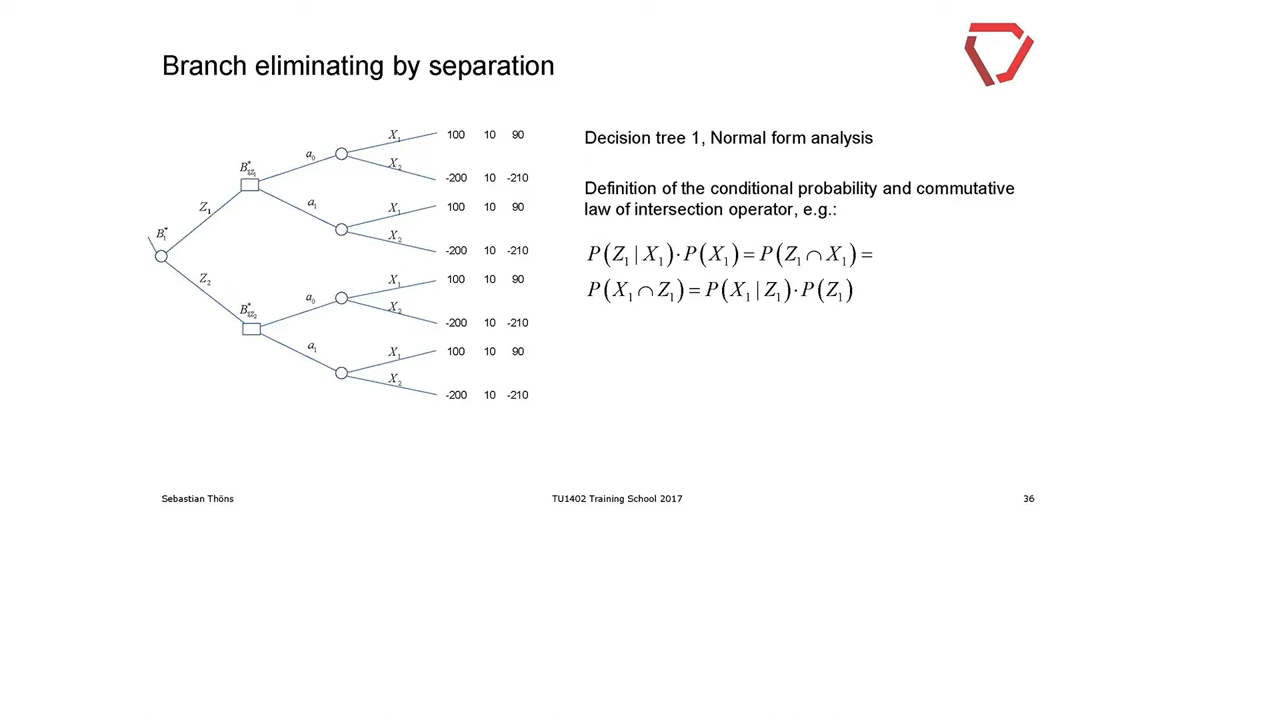 Branch eliminating by separation
X₁ 100 10 90
a₀
X₂ -200 10 -210
Z₁
a₁
X₁ 100 10 90
X₂ -200 10 -210
B₁*
Z₂
X₁ 100 10 90
a₀
X₂ -200 10 -210
a₁
X₁ 100 10 90
X₂ -200 10 -210
Decision tree 1, Normal form analysis
Definition of the conditional probability and commutative
law of intersection operator, e.g.:
P(Z₁ | X₁)·P(X₁) = P(Z₁ ∩ X₁) =
P(X₁ ∩ Z₁) = P(X₁ | Z₁)·P(Z₁)
Sebastian Thöns
TU1402 Training School 2017
36